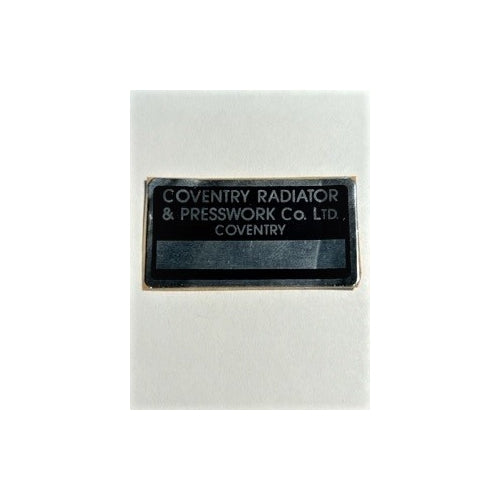 COVENTRY RADIATOR
& PRESSWORK Co. LTD.
COVENTRY